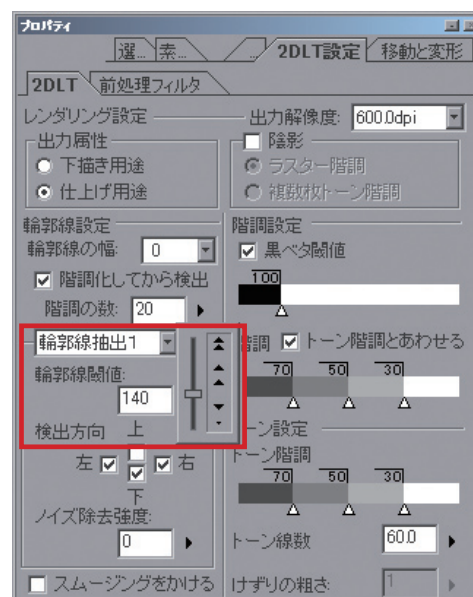 プロパティ
選... 素... ... 2DLT設定 移動と変形
2DLT 前処理フィルタ
レンダリング設定
出力解像度: 600.0dpi
出力属性
下描き用途
仕上げ用途
陰影
ラスター階調
複数枚トーン階調
輪郭線設定
輪郭線の幅: 0
階調化してから検出
階調の数: 20
輪郭線抽出1
輪郭線閾値:
140
検出方向 上
左 右
下
ノイズ除去強度:
0
スムージングをかける
階調設定
黒ベタ閾値
100
階調 トーン階調とあわせる
70 50 30
ーン設定
トーン階調
70 50 30
トーン線数 60.0
けずりの粗さ: 1